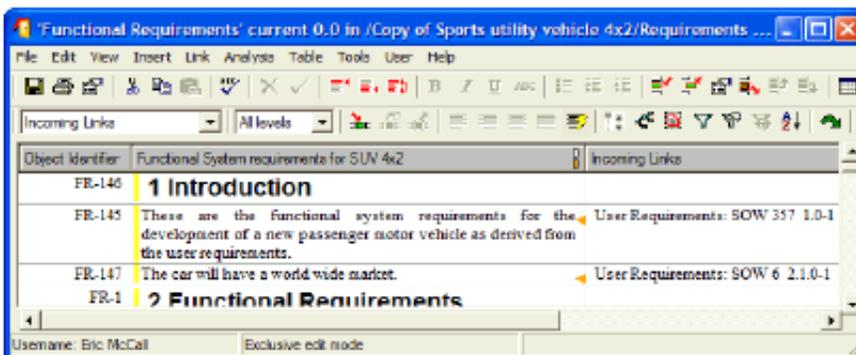 'Functional Requirements' current 0.0 in /Copy of Sports utility vehicle 4x2/Requirements ...
File Edit View Insert Link Analysis Table Tools User Help
B I U ABC
Incoming Links All levels
Object Identifier Functional System requirements for SUV 4x2 Incoming Links
FR-146 1 Introduction
FR-145 These are the functional system requirements for the User Requirements: SOW 357 1.0-1
development of a new passenger motor vehicle as derived from
the user requirements.
FR-147 The car will have a world wide market. User Requirements: SOW 6 2.1.0-1
FR-1 2 Functional Requirements
Username: Eric McCall Exclusive edit mode